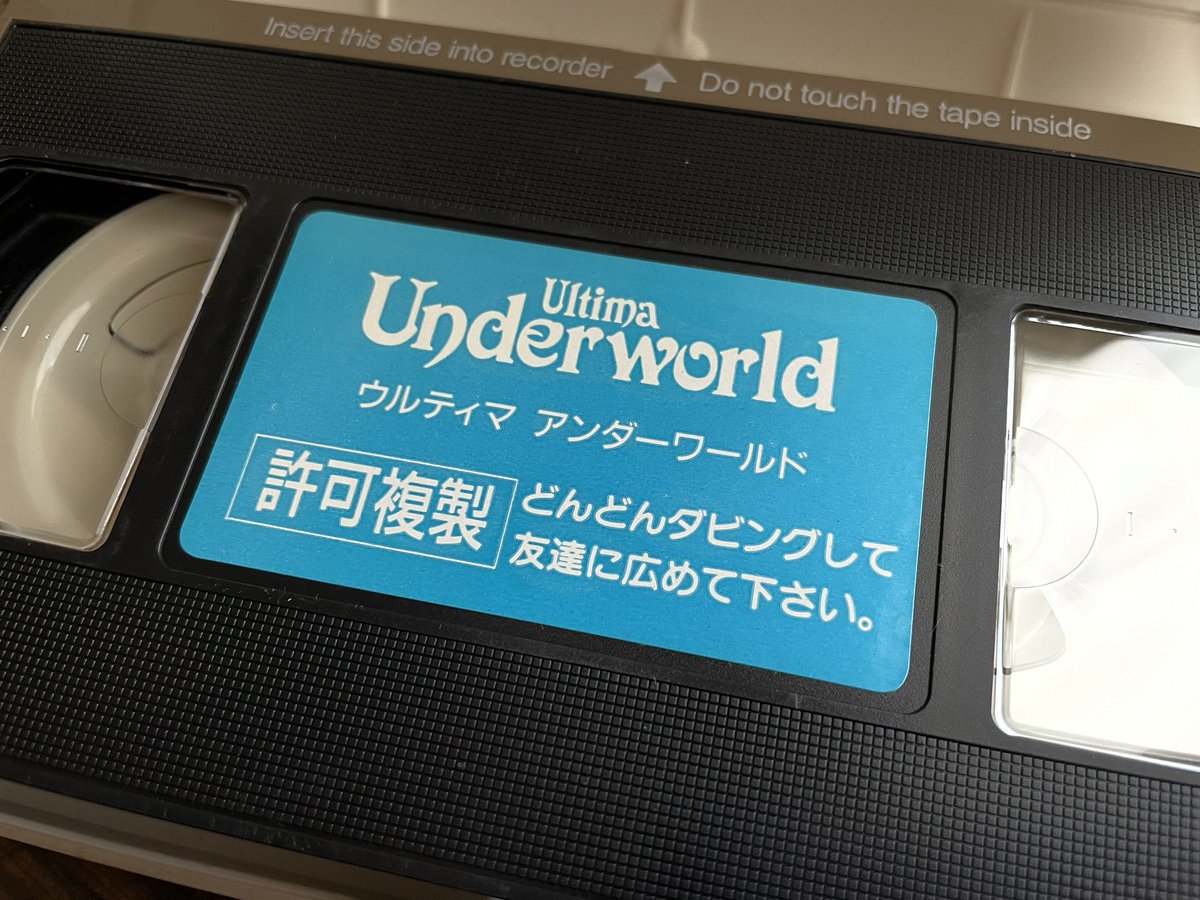 Insert this side into recorder ⬆ Do not touch the tape inside
Ultima
Underworld
ウルティマ アンダーワールド
許可複製
どんどんダビングして
友達に広めて下さい。